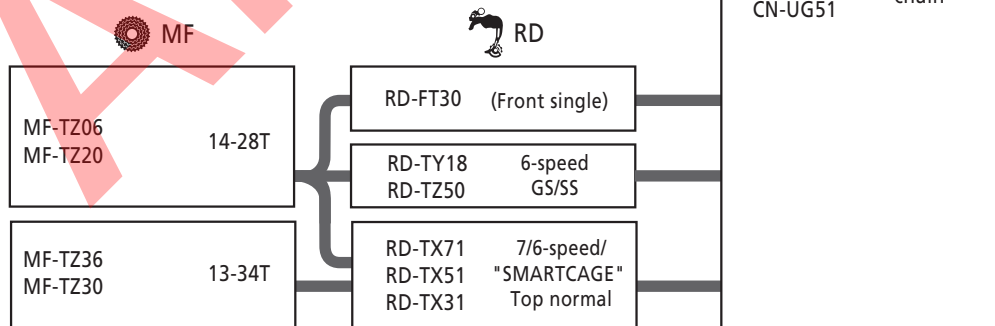 CN-UG51
chain
MF
RD
MF-TZ06
MF-TZ20
14-28T
RD-FT30 (Front single)
RD-TY18
RD-TZ50
6-speed
GS/SS
MF-TZ36
MF-TZ30
13-34T
RD-TX71
RD-TX51
RD-TX31
7/6-speed/
"SMARTCAGE"
Top normal